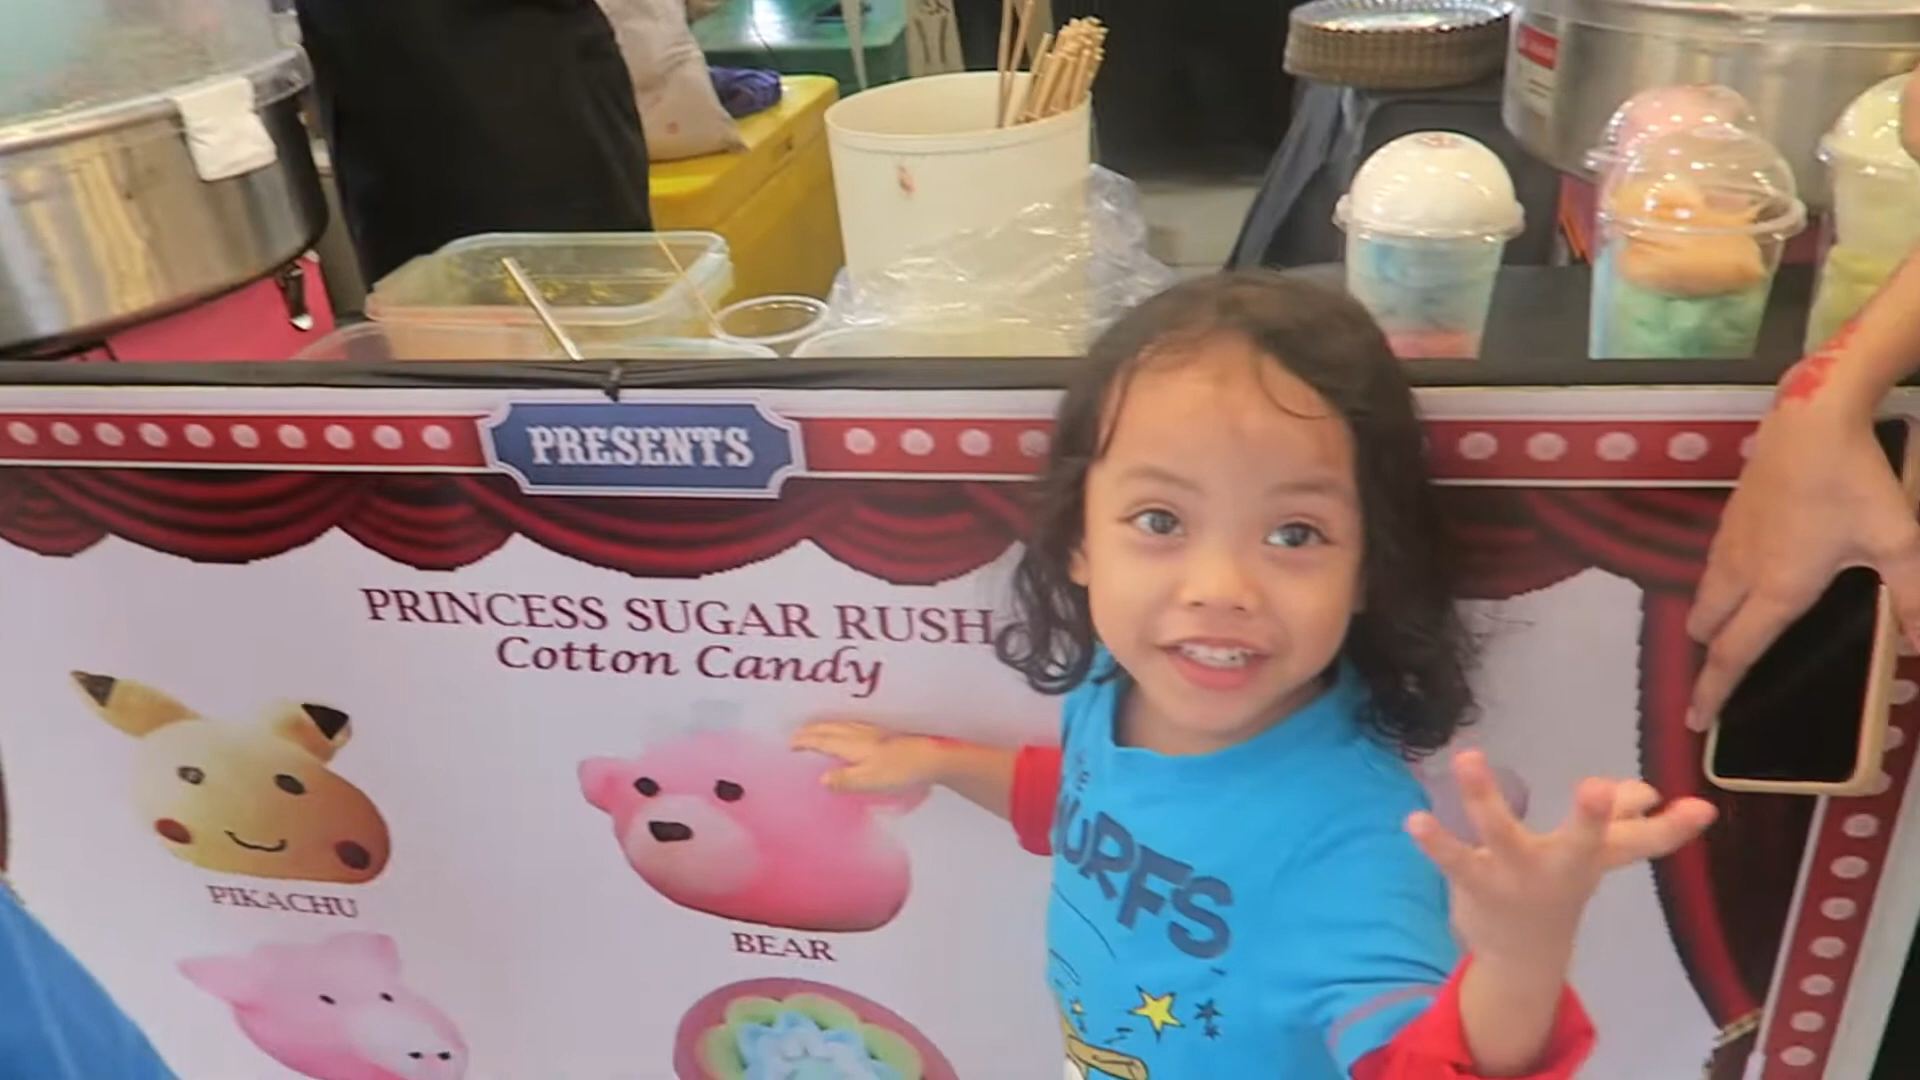 PRESENTS
PRINCESS SUGAR RUSH
Cotton Candy
PIKACHU
BEAR
URFS